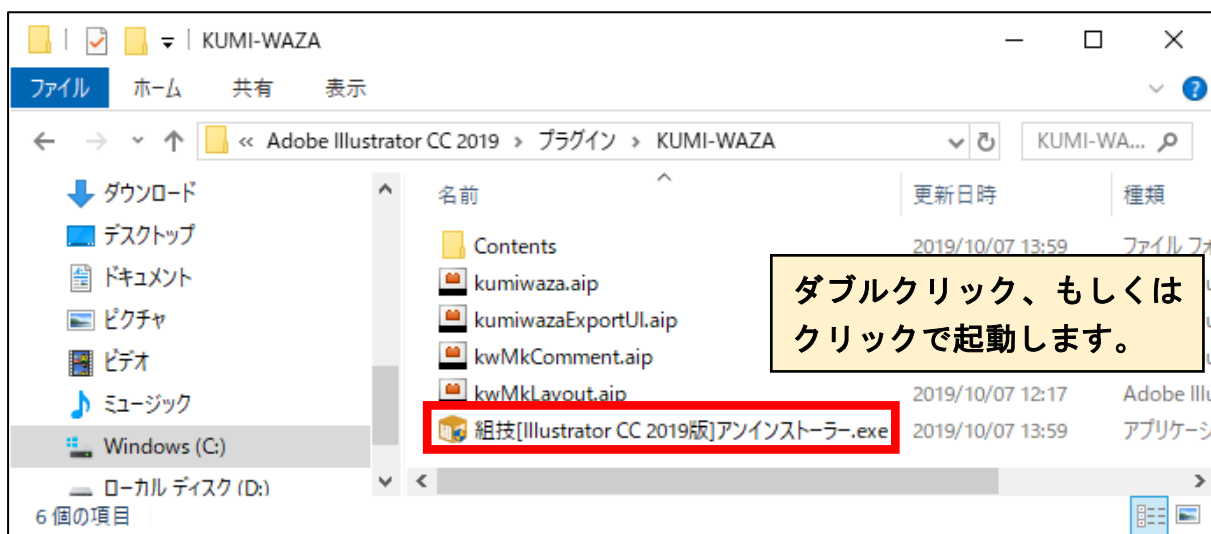 KUMI-WAZA
ファイル ホーム 共有 表示
« Adobe Illustrator CC 2019 › プラグイン › KUMI-WAZA KUMI-WA...
ダウンロード
デスクトップ
ドキュメント
ピクチャ
ビデオ
ミュージック
Windows (C:)
ローカル ディスク (D:)
名前 更新日時 種類
Contents 2019/10/07 13:59 ファイル フォ
kumiwaza.aip
kumiwazaExportUI.aip
kwMkComment.aip
kwMkLayout.aip 2019/10/07 12:17 Adobe Illu
組技[Illustrator CC 2019版]アンインストーラー.exe 2019/10/07 13:59 アプリケーシ
ダブルクリック、もしくは
クリックで起動します。
6 個の項目